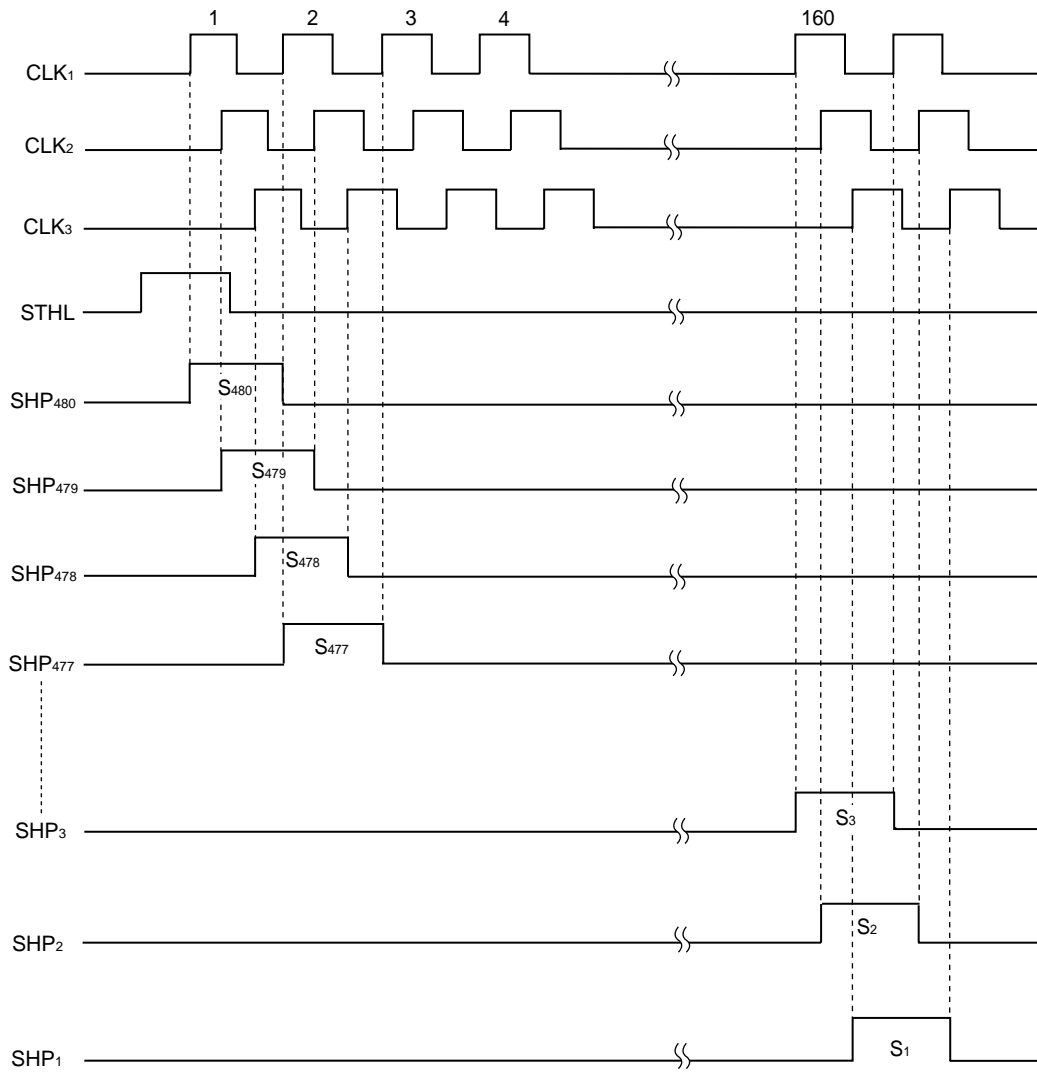 1 2 3 4 160
CLK1
CLK2
CLK3
STHL
SHP480 S480
SHP479 S479
SHP478 S478
SHP477 S477
SHP3 S3
SHP2 S2
SHP1 S1